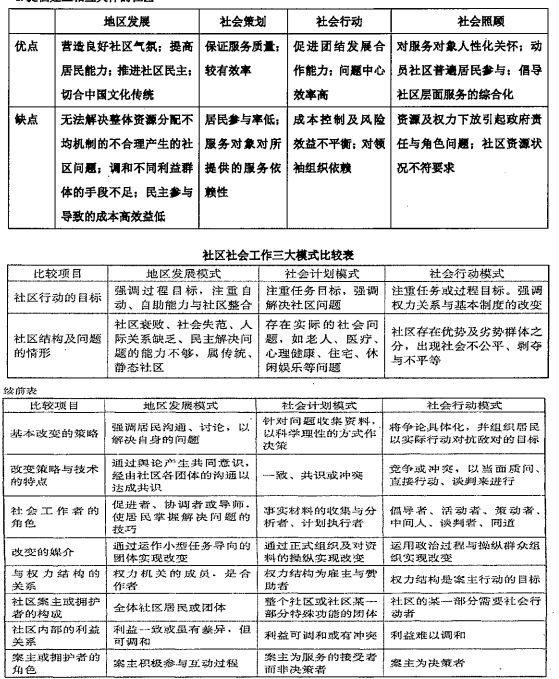 地区发展 社会策划 社会行动 社会照顾
优点 营造良好社区气氛；提高 保证服务质量； 促进团结发展合 对服务对象人性化关怀；动
居民能力；推进社区民主； 较有效率 作能力；问题中心 员社区普遍居民参与；倡导
切合中国文化传统 效率高 社区层面服务的综合化
缺点 无法解决整体资源分配不 居民参与率低； 成本控制及风险 资源及权力下放引起政府责
均机制的不合理产生的社 服务对象对所 效益不平衡；对领 任与角色问题；社区资源状
区问题；调和不同利益群 提供的服务依 袖组织依赖 况不符要求
体的手段不足；民主参与 赖性
导致的成本高效益低
社区社会工作三大模式比较表
比较项目 地区发展模式 社会计划模式 社会行动模式
社区行动的目标 强调过程目标，注重自 注重任务目标，强调 注重任务或过程目标。强调
动、自助能力与社区整合 解决社区问题 权力关系与基本制度的改变
社区结构及问题 社区衰败、社会失范、人 存在实际的社会问 社区存在优势及劣势群体之
的情形 际关系缺乏、民主解决问 题，如老人、医疗、 分，出现社会不公平、剥夺
题的能力不够，属传统、 心理健康、住宅、休 与不平等
静态社区 闲娱乐等问题
续前表
比较项目 地区发展模式 社会计划模式 社会行动模式
基本改变的策略 强调居民沟通、讨论，以 针对问题收集资料， 将争论具体化，并组织居民
解决自身的问题 以科学理性的方式作 以实际行动对抗敌对的目标
决策
改变策略与技术 通过舆论产生共同意识， 一致、共识或冲突 竞争或冲突，以当面质问、
的特点 经由社区各团体的沟通以 直接行动、谈判来进行
达成共识
社会工作者的 促进者、协调者或导师， 事实材料的收集与分 倡导者、活动者、策动者、
角色 使居民掌握解决问题的 析者、计划执行者 中间人、谈判者、同道
技巧
改变的媒介 通过运作小型任务导向的 通过正式组织及对资 运用政治过程与操纵群众组
团体实现改变 料的操纵实现改变 织实现改变
与权力结构的 权力机关的成员，是合 权力结构为雇主与赞 权力结构是案主行动的目标
关系 作者 助者
社区案主或拥护 全体社区居民或团体 整个社区或社区某一 社区的某一部分需要社会行
者的构成 部分特殊功能的团体 动者
社区内部的利益 利益一致或虽有差异，但 利益可调和或有冲突 利益难以调和
关系 可调和
案主或拥护者的 案主积极参与互动过程 案主为服务的接受者 案主为决策者
角色 而非决策者